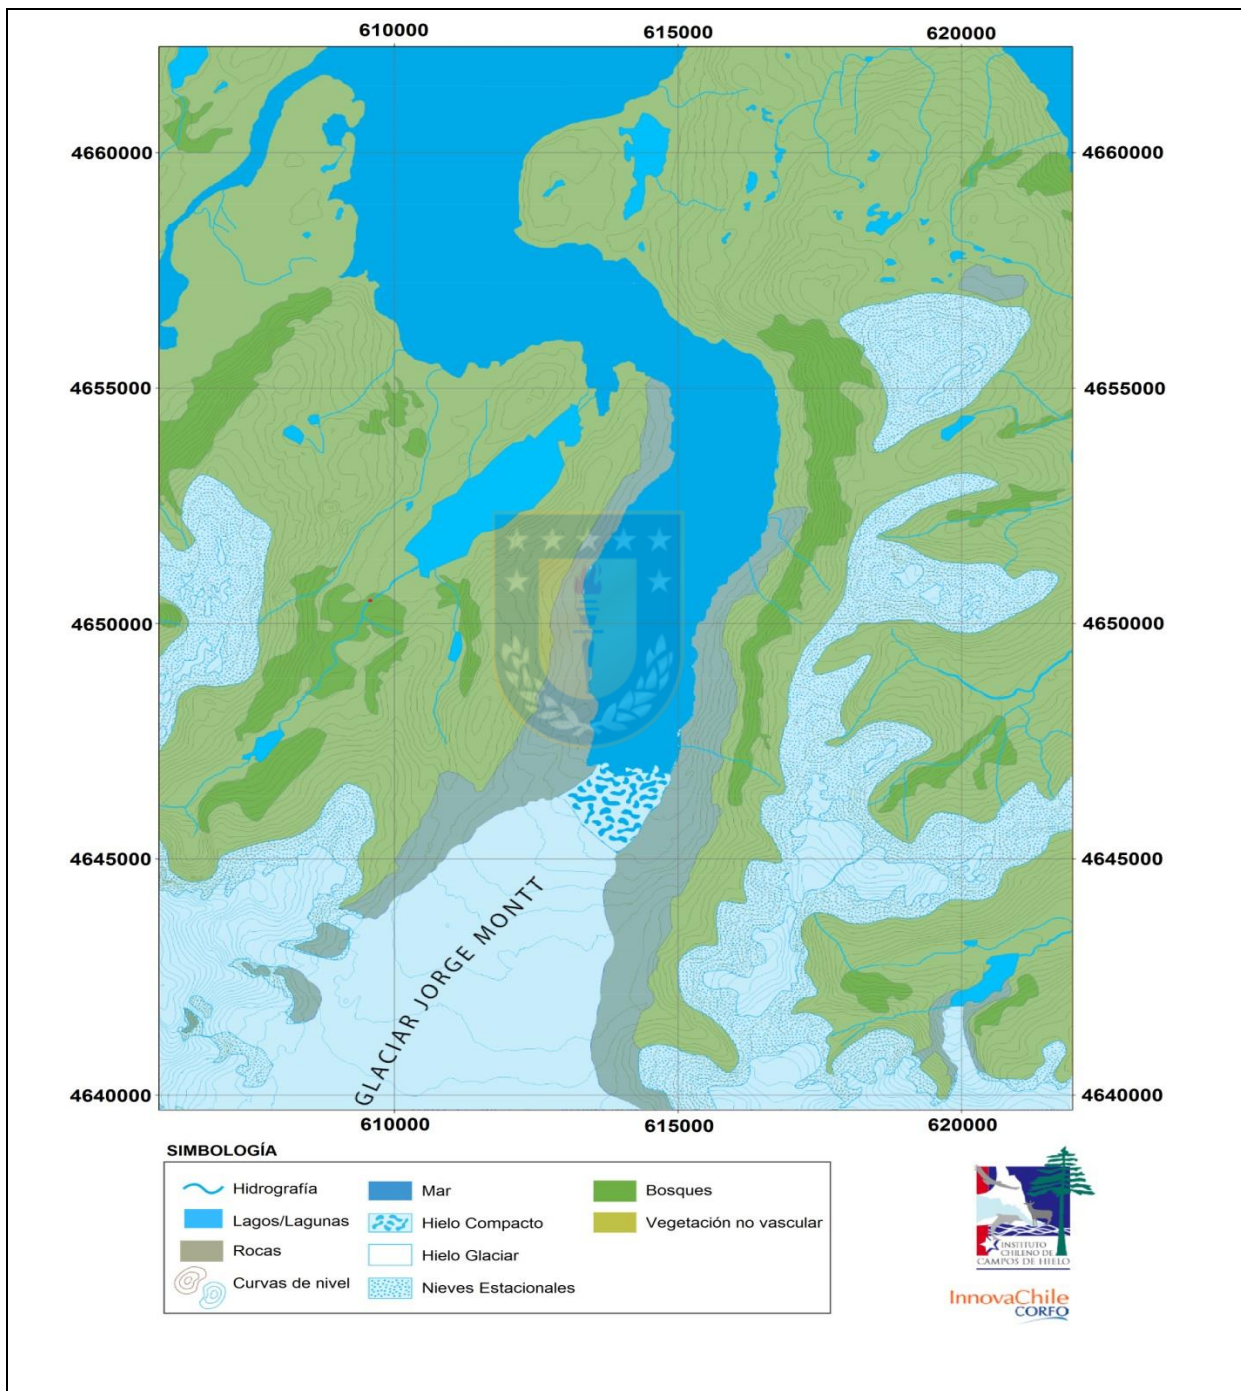 610000
615000
620000
4660000
4660000
4655000
4655000
4650000
4650000
4645000
4645000
GLACIAR JORGE MONTT
4640000
4640000
610000
615000
620000
SIMBOLOGÍA
Hidrografía
Lagos/Lagunas
Rocas
Curvas de nivel
Mar
Hielo Compacto
Hielo Glaciar
Nieves Estacionales
Bosques
Vegetación no vascular
INSTITUTO
CHILENO DE
CAMPOS DE HIELO
InnovaChile
CORFO